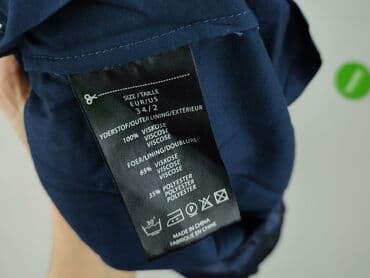 SIZE/TAILLE
EUR/US
34/2
YDERSTOF/OUTER/EXTÉRIEUR
100% VISKOSE
VISCOSE
VISCOSE
FOER/LINING/DOUBLURE
65% VISKOSE
VISCOSE
VISCOSE
35% POLYESTER
POLYESTER
POLYESTER
30°
P
MADE IN CHINA
FABRIQUÉ EN CHINE